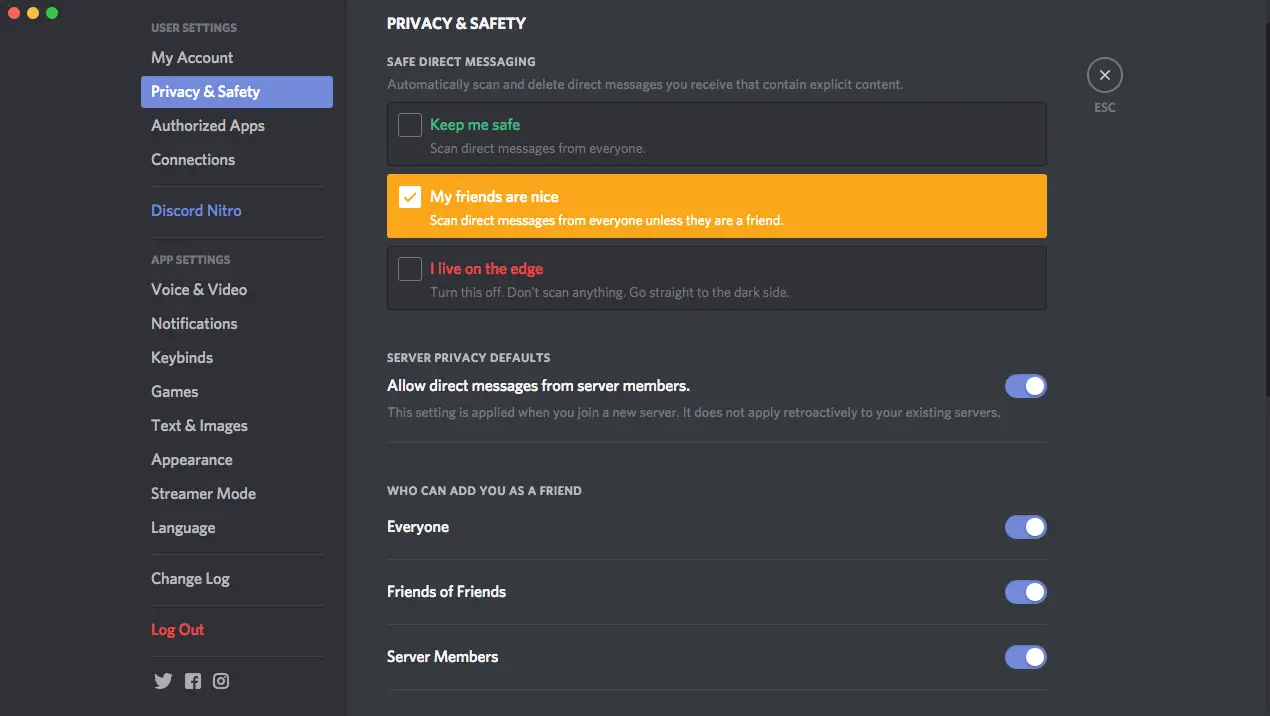 USER SETTINGS
My Account
Privacy & Safety
Authorized Apps
Connections
Discord Nitro
APP SETTINGS
Voice & Video
Notifications
Keybinds
Games
Text & Images
Appearance
Streamer Mode
Language
Change Log
Log Out
PRIVACY & SAFETY
SAFE DIRECT MESSAGING
Automatically scan and delete direct messages you receive that contain explicit content.
Keep me safe
Scan direct messages from everyone.
My friends are nice
Scan direct messages from everyone unless they are a friend.
I live on the edge
Turn this off. Don't scan anything. Go straight to the dark side.
SERVER PRIVACY DEFAULTS
Allow direct messages from server members.
This setting is applied when you join a new server. It does not apply retroactively to your existing servers.
WHO CAN ADD YOU AS A FRIEND
Everyone
Friends of Friends
Server Members
ESC